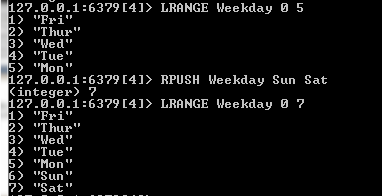 127.0.0.1:6379[4]> LRANGE Weekday 0 5
1) "Fri"
2) "Thur"
3) "Wed"
4) "Tue"
5) "Mon"
127.0.0.1:6379[4]> RPUSH Weekday Sun Sat
(integer) 7
127.0.0.1:6379[4]> LRANGE Weekday 0 7
1) "Fri"
2) "Thur"
3) "Wed"
4) "Tue"
5) "Mon"
6) "Sun"
7) "Sat"